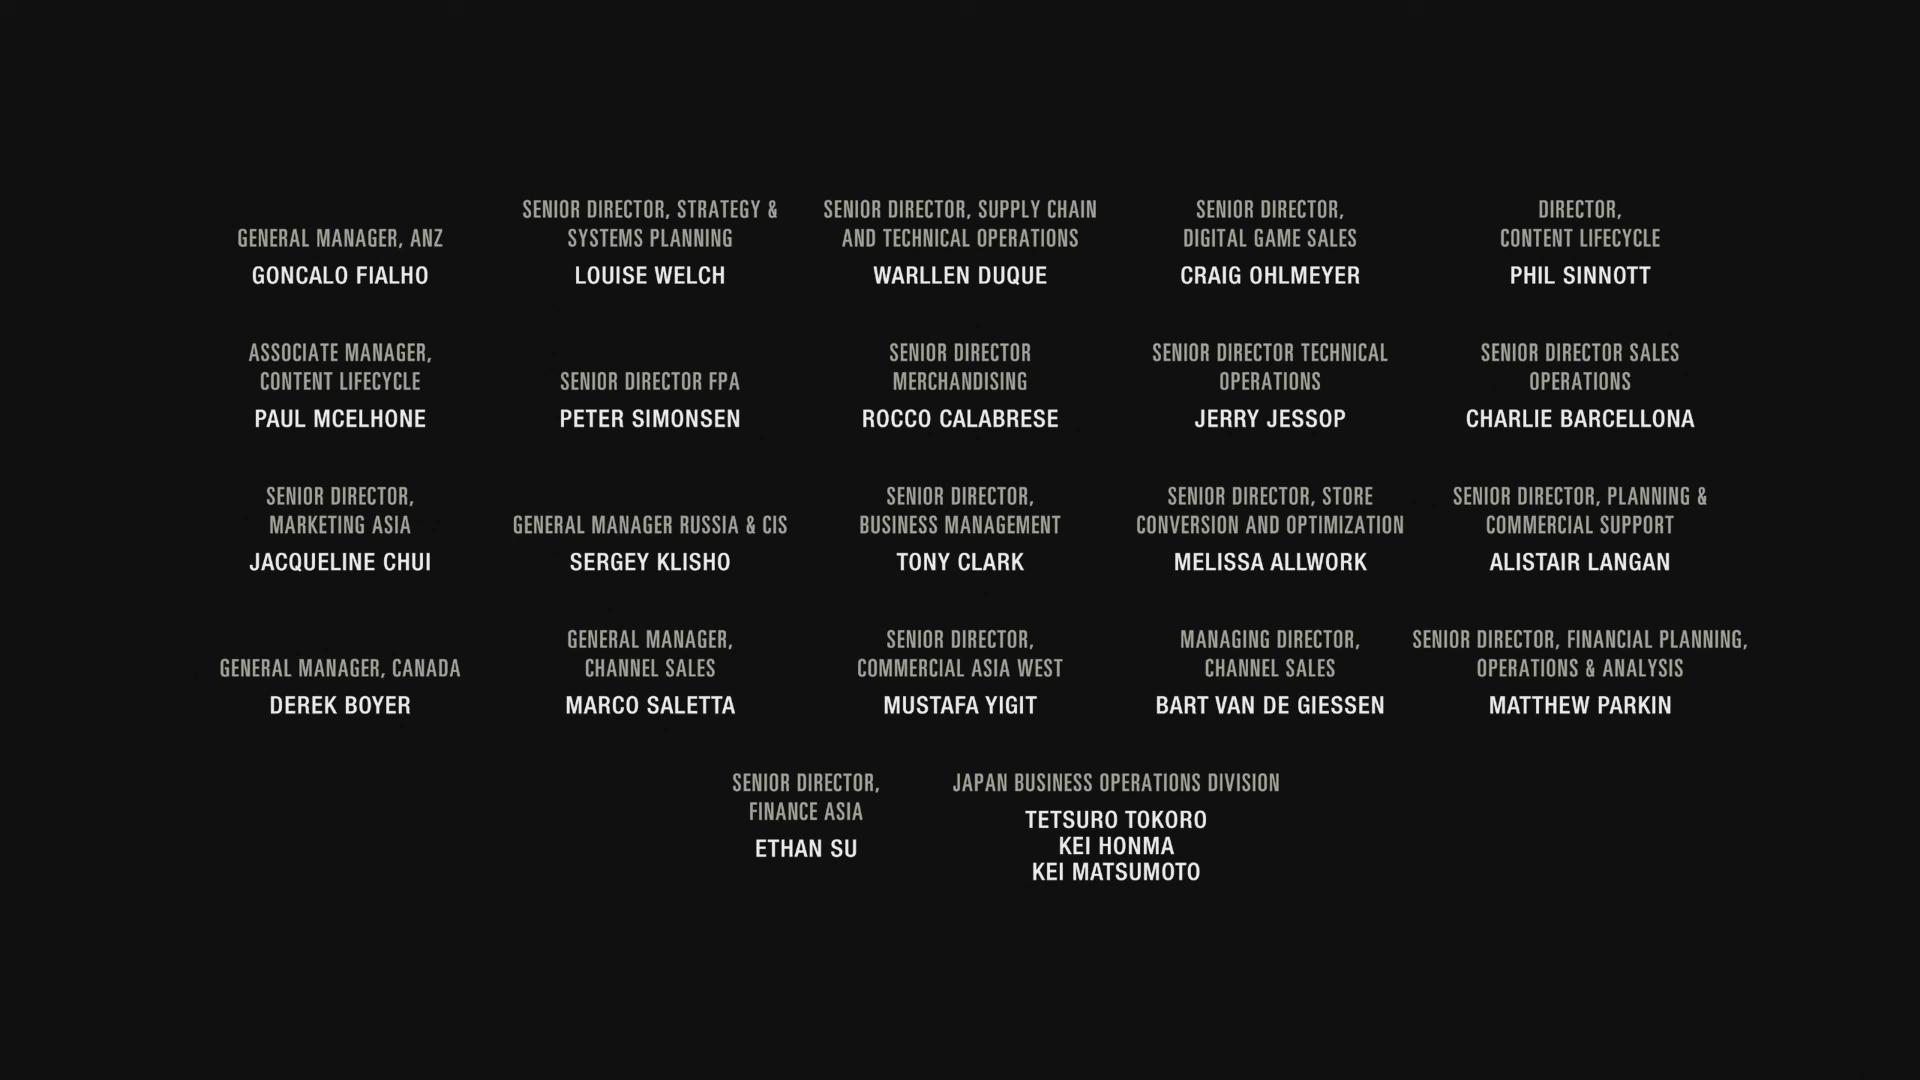 GENERAL MANAGER, ANZ
GONCALO FIALHO
SENIOR DIRECTOR, STRATEGY &
SYSTEMS PLANNING
LOUISE WELCH
SENIOR DIRECTOR, SUPPLY CHAIN
AND TECHNICAL OPERATIONS
WARLLEN DUQUE
SENIOR DIRECTOR,
DIGITAL GAME SALES
CRAIG OHLMEYER
DIRECTOR,
CONTENT LIFECYCLE
PHIL SINNOTT
ASSOCIATE MANAGER,
CONTENT LIFECYCLE
PAUL MCELHONE
SENIOR DIRECTOR FPA
PETER SIMONSEN
SENIOR DIRECTOR
MERCHANDISING
ROCCO CALABRESE
SENIOR DIRECTOR TECHNICAL
OPERATIONS
JERRY JESSOP
SENIOR DIRECTOR SALES
OPERATIONS
CHARLIE BARCELLONA
SENIOR DIRECTOR,
MARKETING ASIA
JACQUELINE CHUI
GENERAL MANAGER RUSSIA & CIS
SERGEY KLISHO
SENIOR DIRECTOR,
BUSINESS MANAGEMENT
TONY CLARK
SENIOR DIRECTOR, STORE
CONVERSION AND OPTIMIZATION
MELISSA ALLWORK
SENIOR DIRECTOR, PLANNING &
COMMERCIAL SUPPORT
ALISTAIR LANGAN
GENERAL MANAGER, CANADA
DEREK BOYER
GENERAL MANAGER,
CHANNEL SALES
MARCO SALETTA
SENIOR DIRECTOR,
COMMERCIAL ASIA WEST
MUSTAFA YIGIT
MANAGING DIRECTOR,
CHANNEL SALES
BART VAN DE GIESSEN
SENIOR DIRECTOR, FINANCIAL PLANNING,
OPERATIONS & ANALYSIS
MATTHEW PARKIN
SENIOR DIRECTOR,
FINANCE ASIA
ETHAN SU
JAPAN BUSINESS OPERATIONS DIVISION
TETSURO TOKORO
KEI HONMA
KEI MATSUMOTO